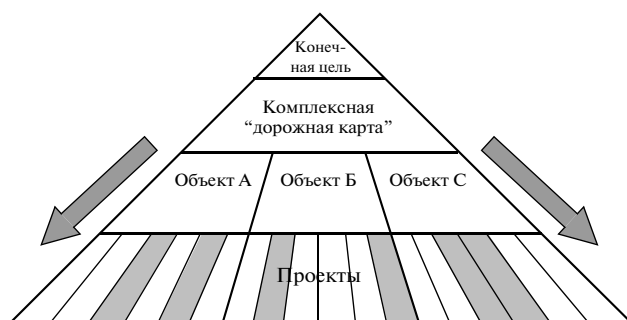 Конеч-
ная цель
Комплексная
“дорожная карта”
Объект А Объект Б Объект С
Проекты